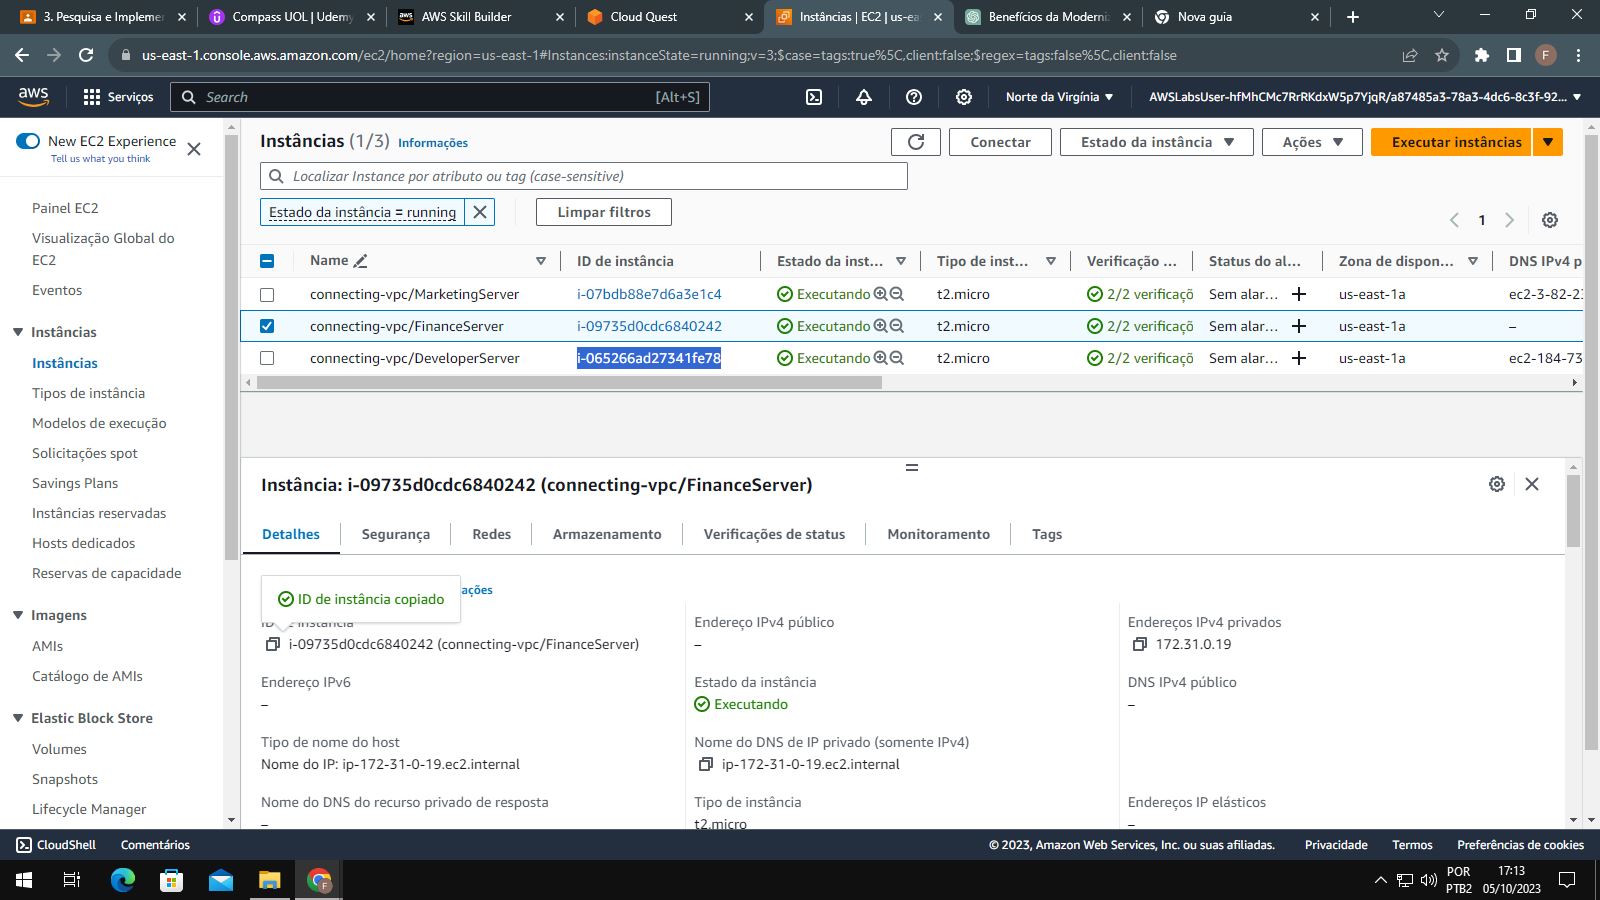 3. Pesquisa e Implemen
Compass UOL | Udemy
AWS Skill Builder
Cloud Quest
Instâncias | EC2 | us-ea
Benefícios da Moderniz
Nova guia
us-east-1.console.aws.amazon.com/ec2/home?region=us-east-1#Instances:instanceState=running;v=3;$case=tags:true%5C,client:false;$regex=tags:false%5C,client:false
F
aws
Serviços
Search
[Alt+S]
Norte da Virgínia
AWSLabsUser-hfMhCMc7RrRKdxW5p7YjqR/a87485a3-78a3-4dc6-8c3f-92...
New EC2 Experience
Tell us what you think
Painel EC2
Visualização Global do
EC2
Eventos
Instâncias
Instâncias
Tipos de instância
Modelos de execução
Solicitações spot
Savings Plans
Instâncias reservadas
Hosts dedicados
Reservas de capacidade
Imagens
AMIs
Catálogo de AMIs
Elastic Block Store
Volumes
Snapshots
Lifecycle Manager
Instâncias (1/3) Informações
Conectar
Estado da instância
Ações
Executar instâncias
Localizar Instance por atributo ou tag (case-sensitive)
Estado da instância = running
Limpar filtros
1
Name ID de instância Estado da inst... Tipo de inst... Verificação ... Status do al... Zona de dispon... DNS IPv4 p
connecting-vpc/MarketingServer i-07bdb88e7d6a3e1c4 Executando t2.micro 2/2 verificaçõ Sem alar... us-east-1a ec2-3-82-23
connecting-vpc/FinanceServer i-09735d0cdc6840242 Executando t2.micro 2/2 verificaçõ Sem alar... us-east-1a –
connecting-vpc/DeveloperServer i-065266ad27341fe78 Executando t2.micro 2/2 verificaçõ Sem alar... us-east-1a ec2-184-73
Instância: i-09735d0cdc6840242 (connecting-vpc/FinanceServer)
Detalhes Segurança Redes Armazenamento Verificações de status Monitoramento Tags
ações
ID de instância copiado
Endereço IPv4 público
Endereços IPv4 privados
i-09735d0cdc6840242 (connecting-vpc/FinanceServer)
–
172.31.0.19
Endereço IPv6
Estado da instância
DNS IPv4 público
–
Executando
–
Tipo de nome do host
Nome do DNS de IP privado (somente IPv4)
Nome do IP: ip-172-31-0-19.ec2.internal
ip-172-31-0-19.ec2.internal
Nome do DNS do recurso privado de resposta
Tipo de instância
Endereços IP elásticos
–
t2.micro
–
CloudShell
Comentários
© 2023, Amazon Web Services, Inc. ou suas afiliadas.
Privacidade
Termos
Preferências de cookies
POR
PTB2
17:13
05/10/2023